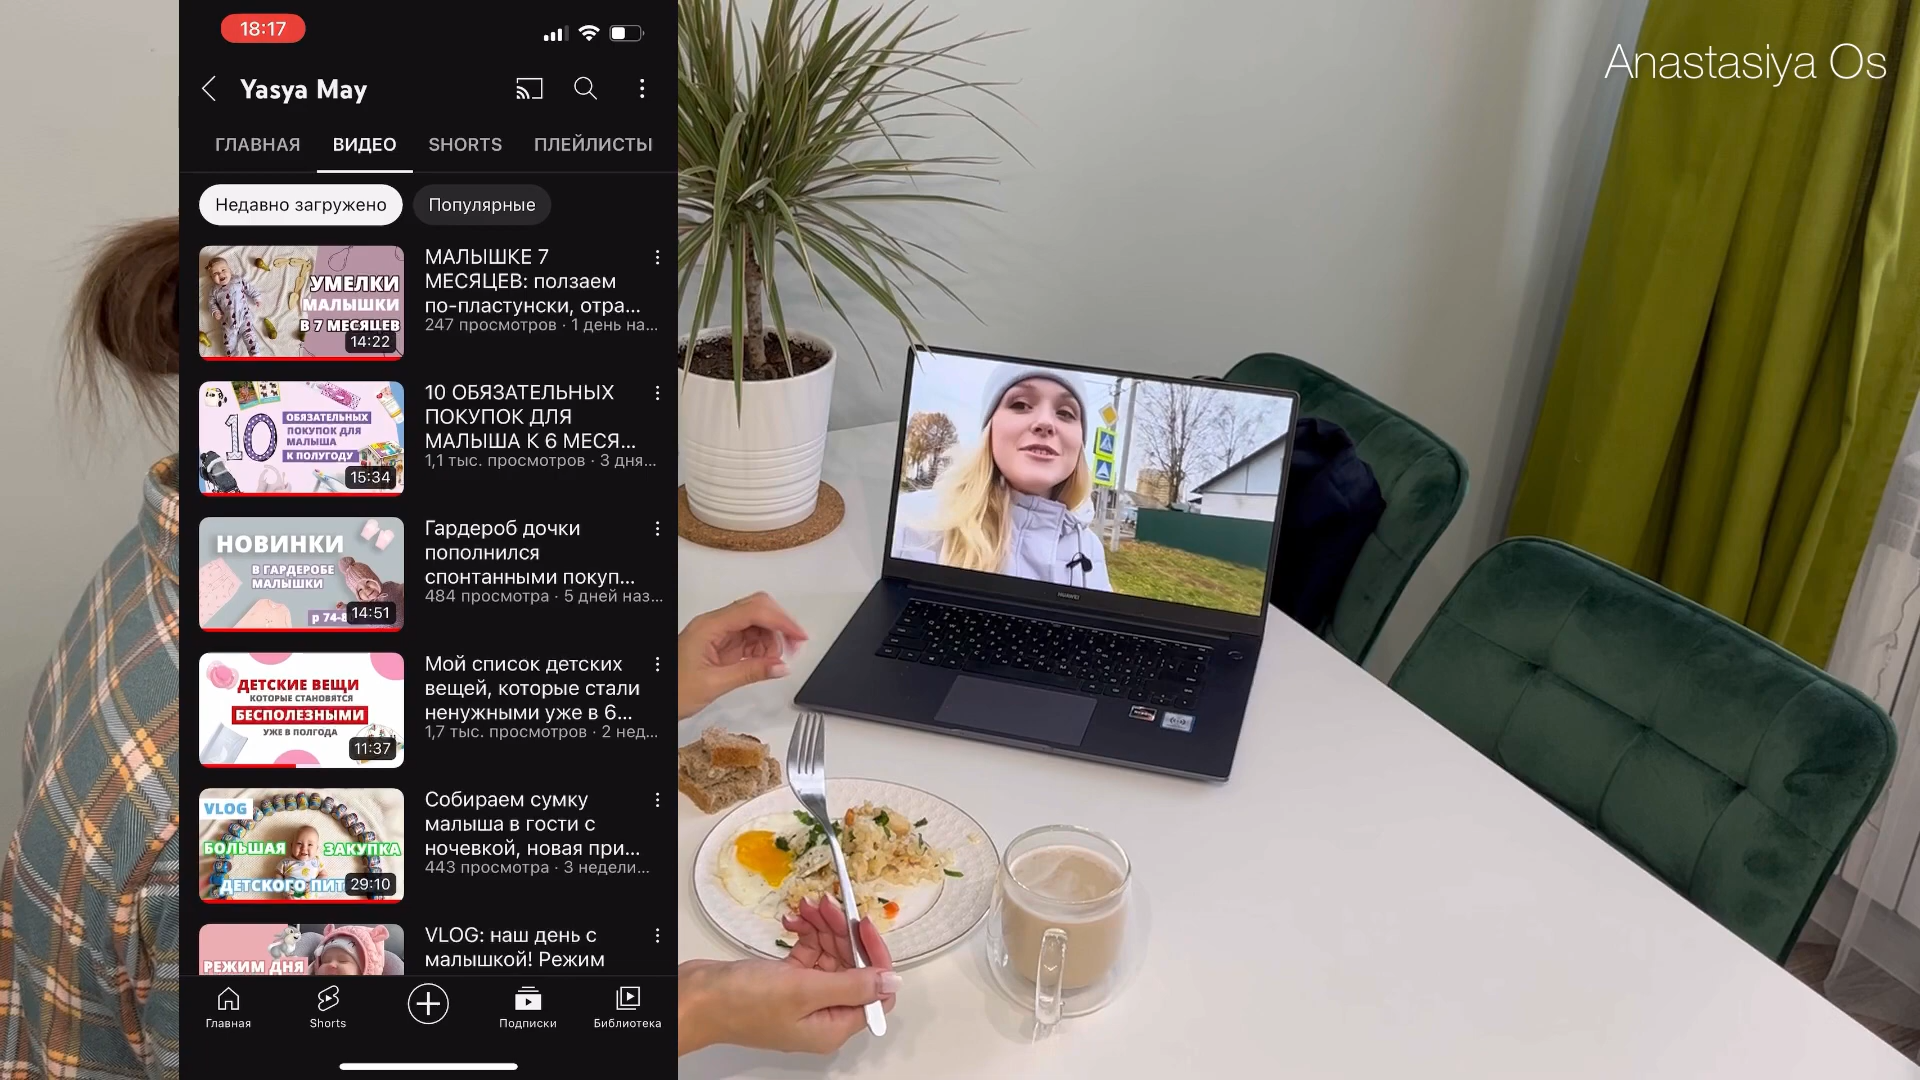 18:17
Yasya May
ГЛАВНАЯ ВИДЕО SHORTS ПЛЕЙЛИСТЫ
Недавно загружено Популярные
УМЕЛКИ
МАЛЫШКИ
В 7 МЕСЯЦЕВ
14:22
МАЛЫШКЕ 7
МЕСЯЦЕВ: ползаем
по-пластунски, отра...
247 просмотров · 1 день на...
10
ОБЯЗАТЕЛЬНЫХ
ПОКУПОК ДЛЯ
МАЛЫША
К ПОЛУГОДУ
15:34
10 ОБЯЗАТЕЛЬНЫХ
ПОКУПОК ДЛЯ
МАЛЫША К 6 МЕСЯ...
1,1 тыс. просмотров · 3 дня...
НОВИНКИ
В ГАРДЕРОБЕ
МАЛЫШКИ
р 74-8
14:51
Гардероб дочки
пополнился
спонтанными покуп...
484 просмотра · 5 дней наз...
ДЕТСКИЕ ВЕЩИ
КОТОРЫЕ СТАНОВЯТСЯ
БЕСПОЛЕЗНЫМИ
УЖЕ В ПОЛГОДА
11:37
Мой список детских
вещей, которые стали
ненужными уже в 6...
1,7 тыс. просмотров · 2 нед...
VLOG
БОЛЬШАЯ ЗАКУПКА
ДЕТСКОГО ПИТ
29:10
Собираем сумку
малыша в гости с
ночевкой, новая при...
443 просмотра · 3 недели...
РЕЖИМ ДНЯ
VLOG: наш день с
малышкой! Режим
Главная Shorts Подписки Библиотека
Anastasiya Os
HUAWEI